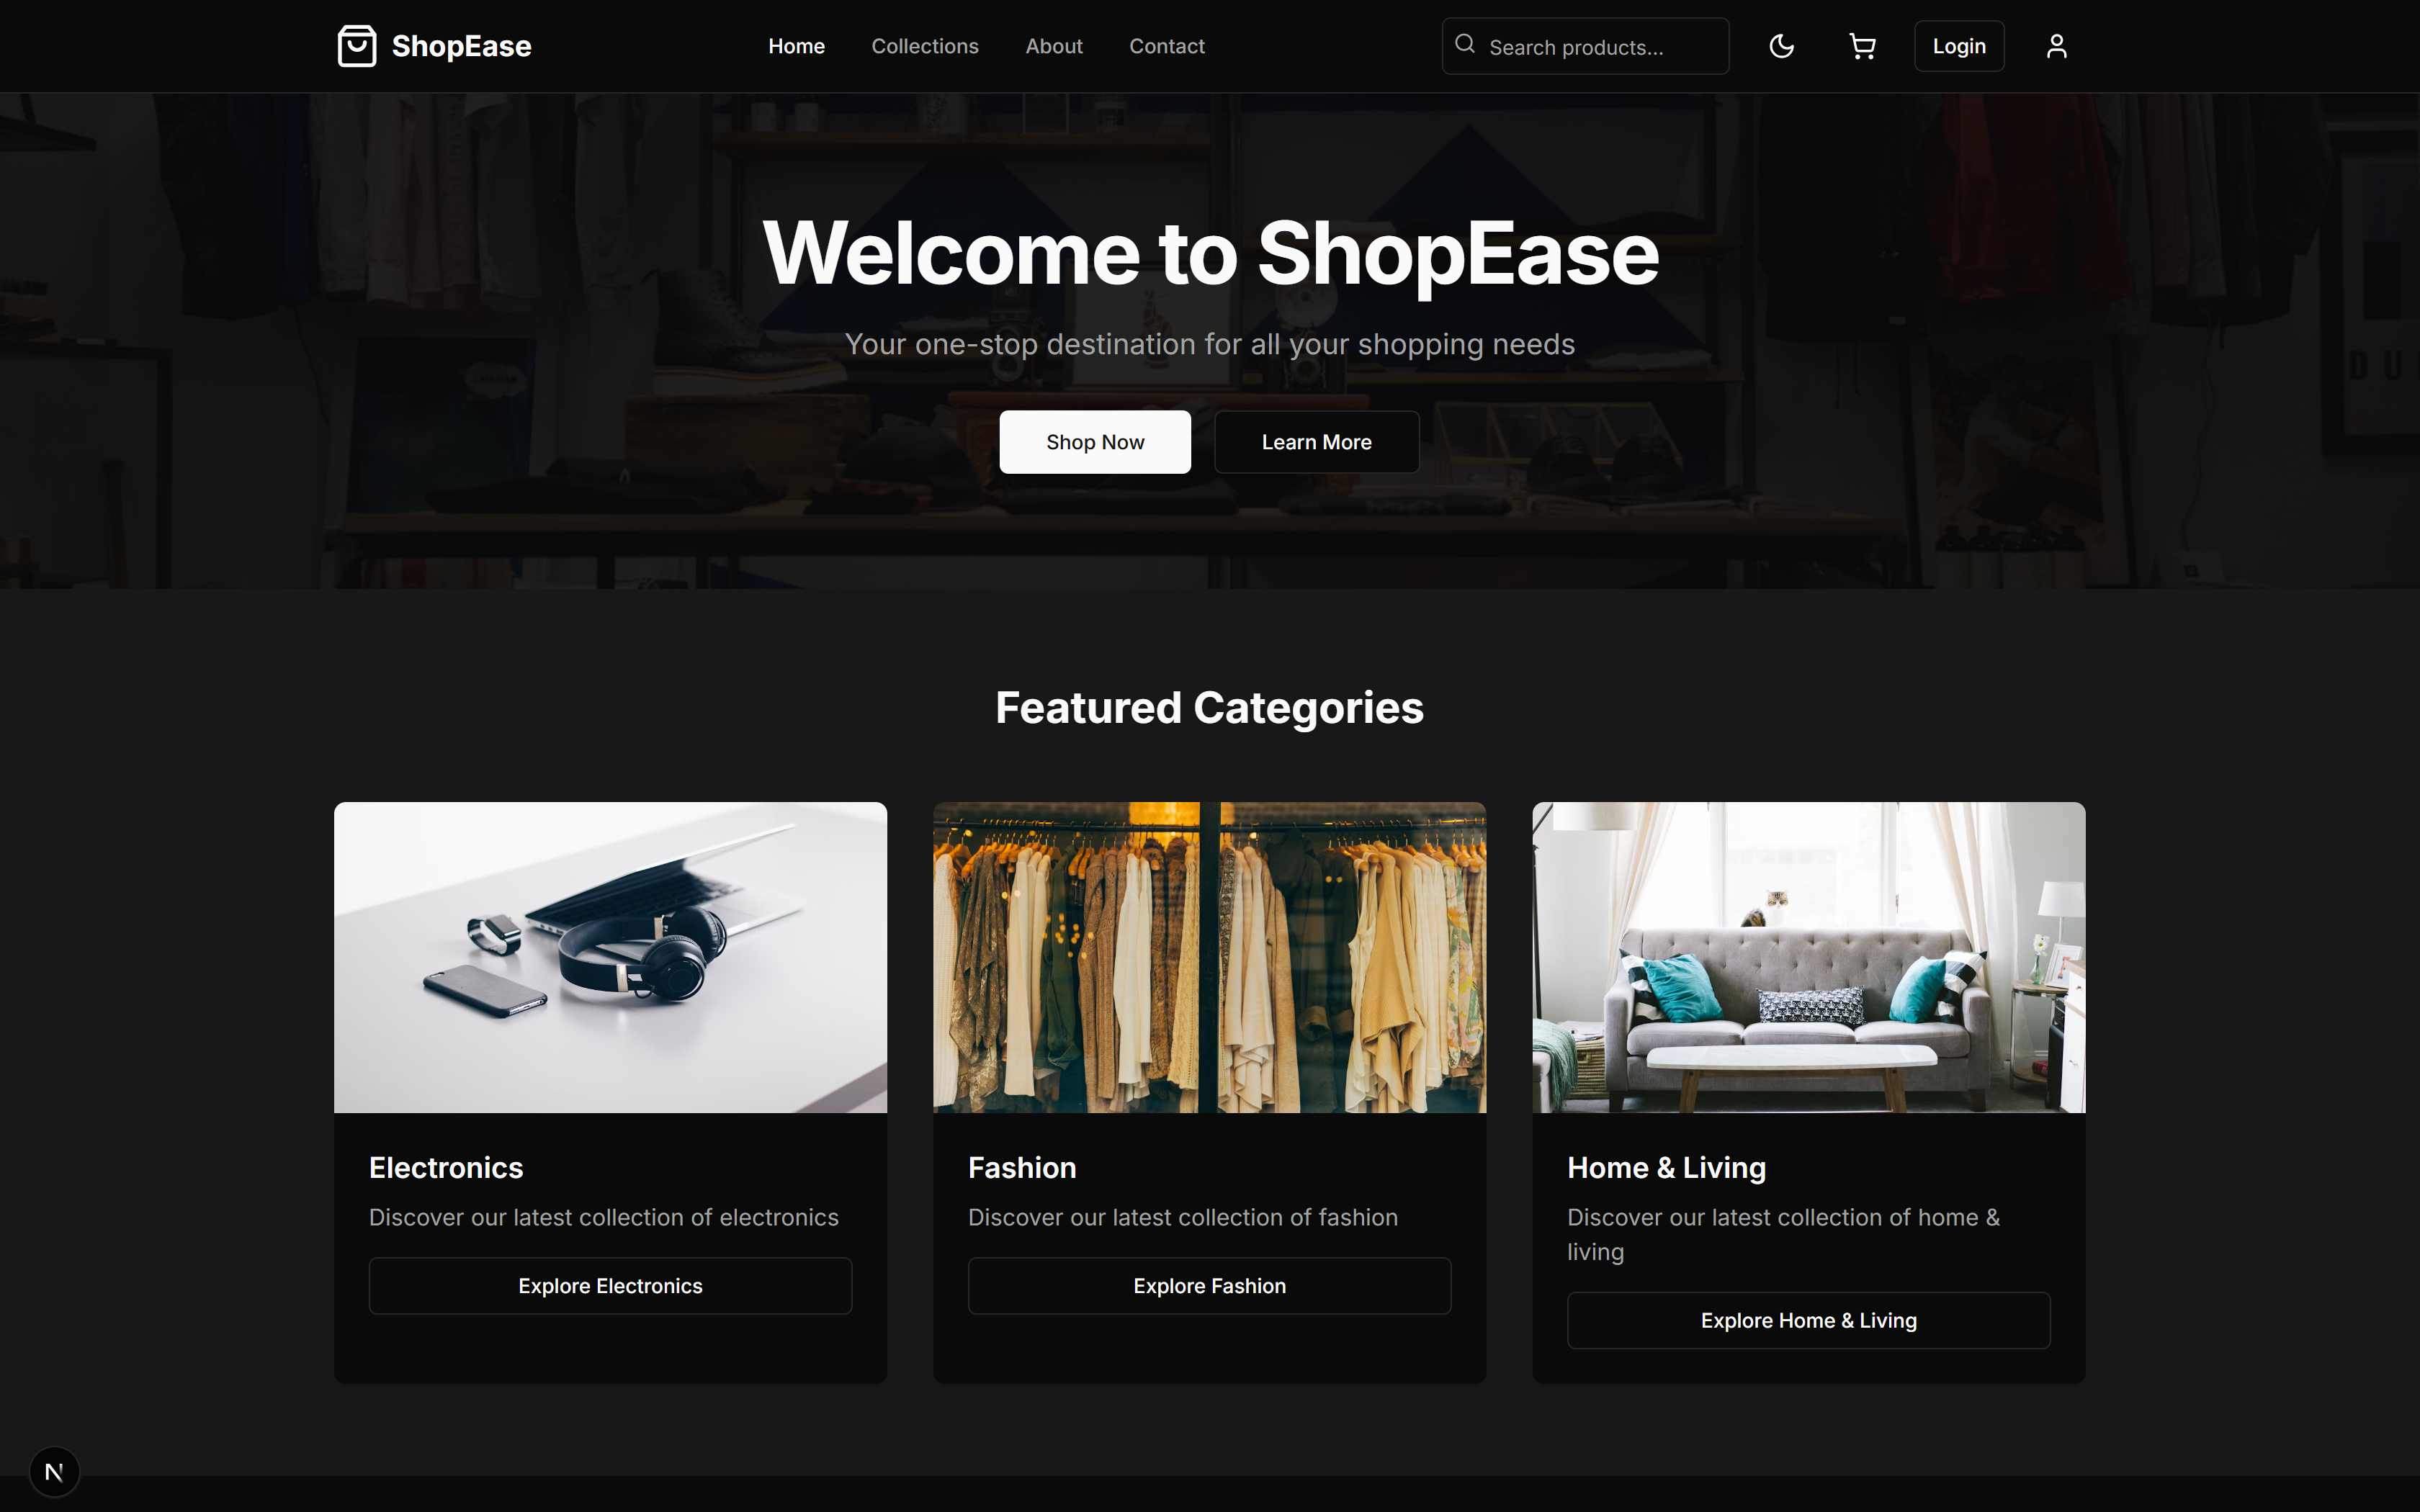 ShopEase
Home
Collections
About
Contact
Search products...
Login
Welcome to ShopEase
Your one-stop destination for all your shopping needs
Shop Now
Learn More
Featured Categories
Electronics
Discover our latest collection of electronics
Explore Electronics
Fashion
Discover our latest collection of fashion
Explore Fashion
Home & Living
Discover our latest collection of home &
living
Explore Home & Living
N